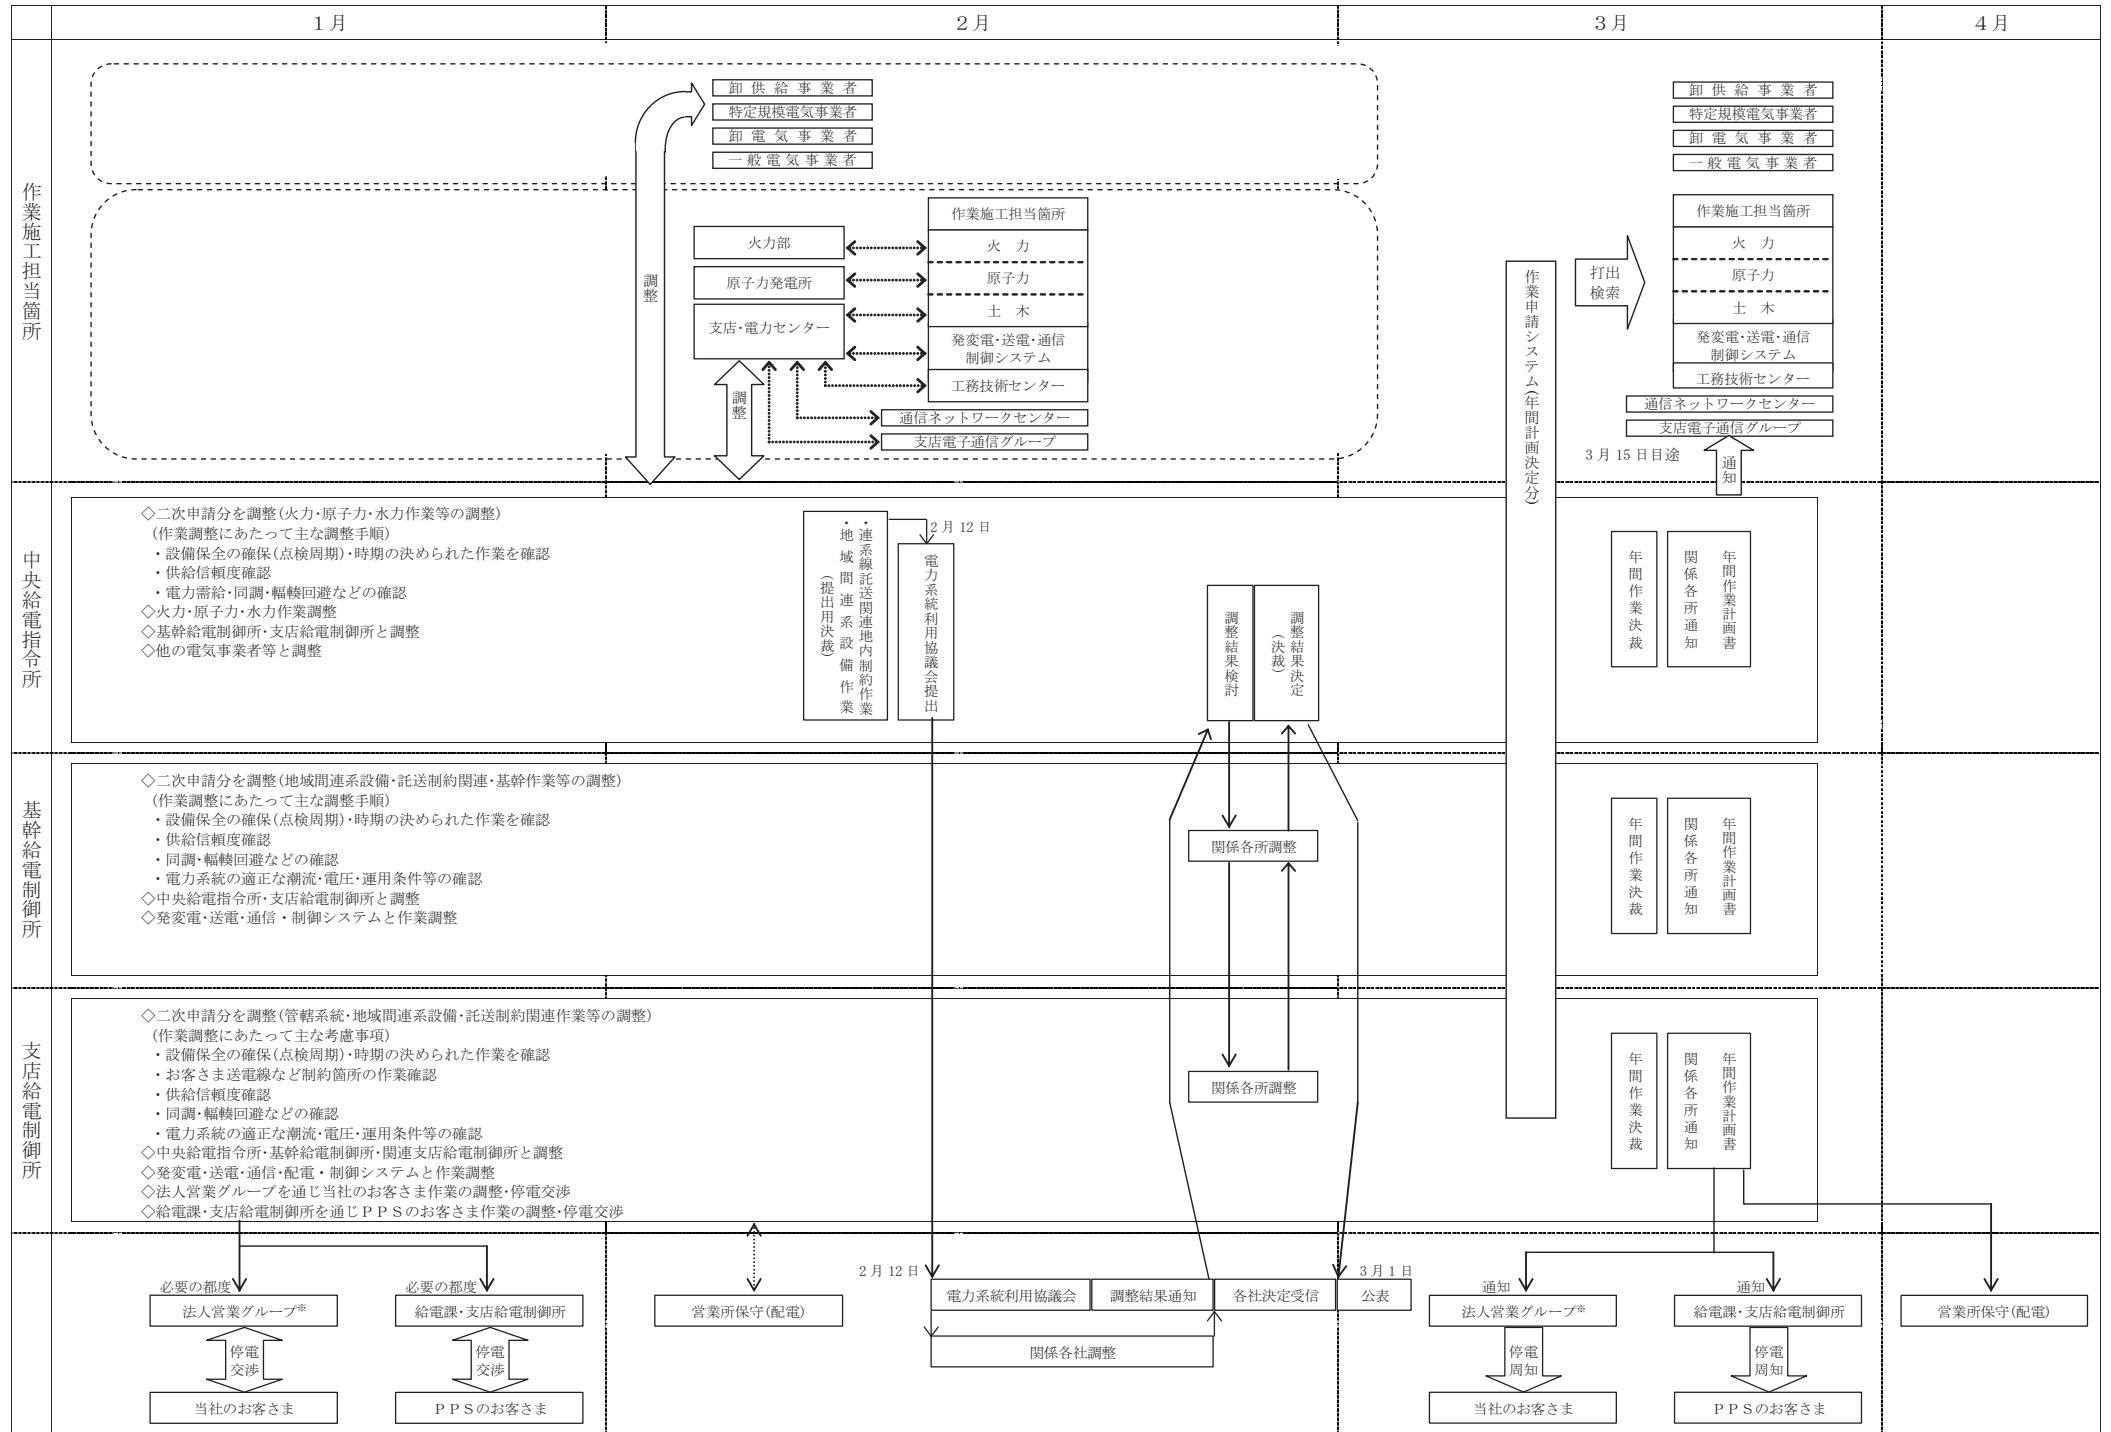 1月
2月
3月
4月
作業施工担当箇所
卸供給事業者
特定規模電気事業者
卸電気事業者
一般電気事業者
調整
火力部
原子力発電所
支店・電力センター
調整
作業施工担当箇所
火 力
原子力
土 木
発変電・送電・通信
制御システム
工務技術センター
通信ネットワークセンター
支店電子通信グループ
作業申請システム(年間計画決定分)
打出
検索
卸供給事業者
特定規模電気事業者
卸電気事業者
一般電気事業者
作業施工担当箇所
火 力
原子力
土 木
発変電・送電・通信
制御システム
工務技術センター
通信ネットワークセンター
支店電子通信グループ
3月15日目途
通知
中央給電指令所
◇二次申請分を調整(火力・原子力・水力作業等の調整)
(作業調整にあたって主な調整手順)
・設備保全の確保(点検周期)・時期の決められた作業を確認
・供給信頼度確認
・電力需給・同調・輻輳回避などの確認
◇火力・原子力・水力作業調整
◇基幹給電制御所・支店給電制御所と調整
◇他の電気事業者等と調整
・連系線託送関連地内制約作業
・地域間連系設備作業
(提出用決裁)
2月12日
電力系統利用協議会提出
調整結果検討
調整結果決定
(決裁)
年間作業決裁
年間作業計画書
関係各所通知
基幹給電制御所
◇二次申請分を調整(地域間連系設備・託送制約関連・基幹作業等の調整)
(作業調整にあたって主な調整手順)
・設備保全の確保(点検周期)・時期の決められた作業を確認
・供給信頼度確認
・同調・輻輳回避などの確認
・電力系統の適正な潮流・電圧・運用条件等の確認
◇中央給電指令所・支店給電制御所と調整
◇発変電・送電・通信・制御システムと作業調整
関係各所調整
年間作業決裁
年間作業計画書
関係各所通知
支店給電制御所
◇二次申請分を調整(管轄系統・地域間連系設備・託送制約関連作業等の調整)
(作業調整にあたって主な考慮事項)
・設備保全の確保(点検周期)・時期の決められた作業を確認
・お客さま送電線など制約箇所の作業確認
・供給信頼度確認
・同調・輻輳回避などの確認
・電力系統の適正な潮流・電圧・運用条件等の確認
◇中央給電指令所・基幹給電制御所・関連支店給電制御所と調整
◇発変電・送電・通信・配電・制御システムと作業調整
◇法人営業グループを通じ当社のお客さま作業の調整・停電交渉
◇給電課・支店給電制御所を通じPPSのお客さま作業の調整・停電交渉
関係各所調整
年間作業決裁
年間作業計画書
関係各所通知
必要の都度
法人営業グループ※
停電
交渉
当社のお客さま
必要の都度
給電課・支店給電制御所
停電
交渉
PPSのお客さま
営業所保守(配電)
2月12日
電力系統利用協議会
調整結果通知
各社決定受信
3月1日
公表
関係各社調整
通知
法人営業グループ※
停電
周知
当社のお客さま
通知
給電課・支店給電制御所
停電
周知
PPSのお客さま
営業所保守(配電)